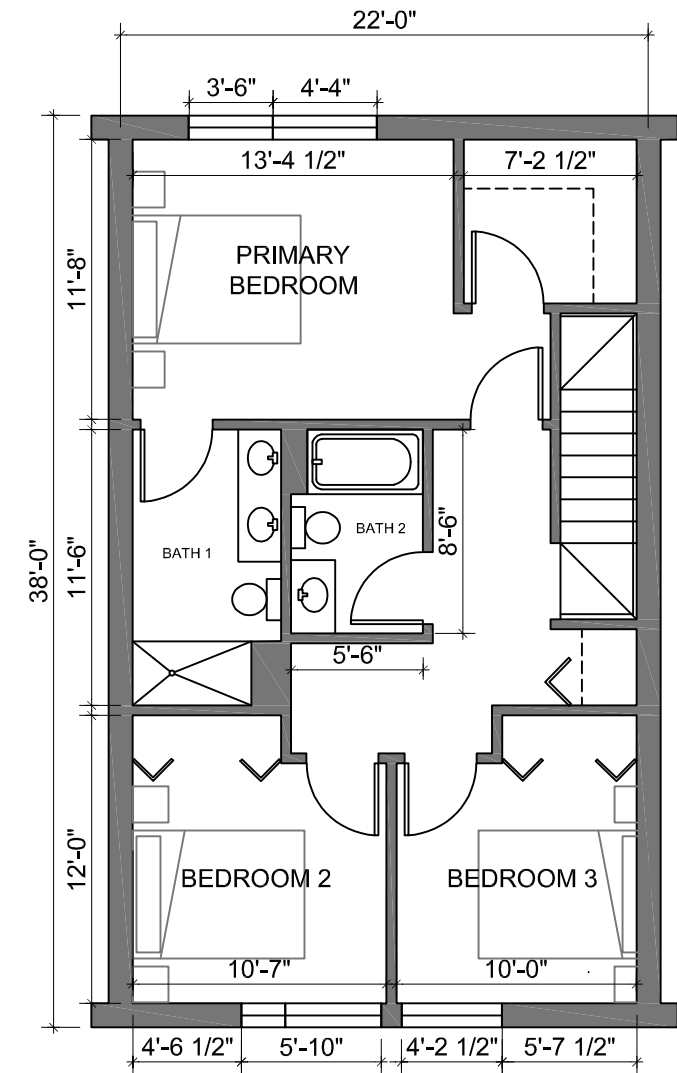 22'-0"
3'-6"
4'-4"
13'-4 1/2"
7'-2 1/2"
PRIMARY
BEDROOM
11'-8"
BATH 1
BATH 2
8'-6"
11'-6"
38'-0"
5'-6"
12'-0"
BEDROOM 2
BEDROOM 3
10'-7"
10'-0"
4'-6 1/2"
5'-10"
4'-2 1/2"
5'-7 1/2"